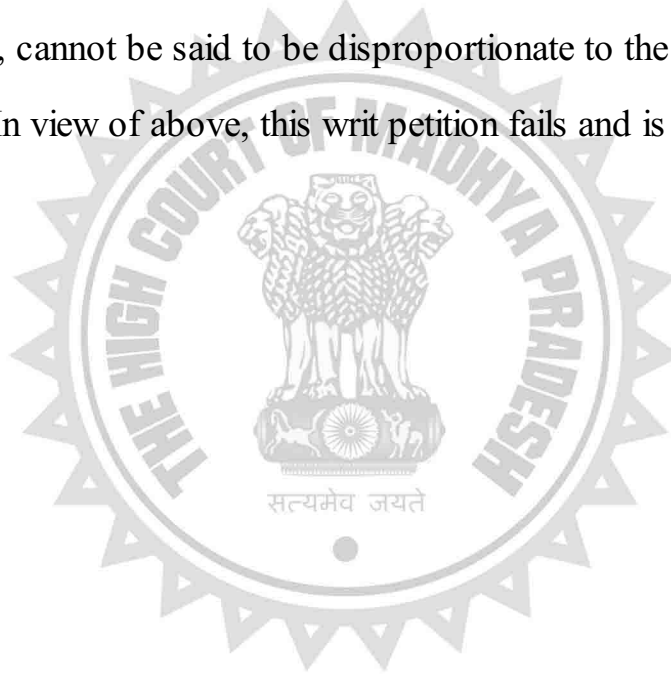 , cannot be said to be disproportionate to the
In view of above, this writ petition fails and is
THE HIGH COURT OF MADHYA PRADESH
सत्यमेव जयते